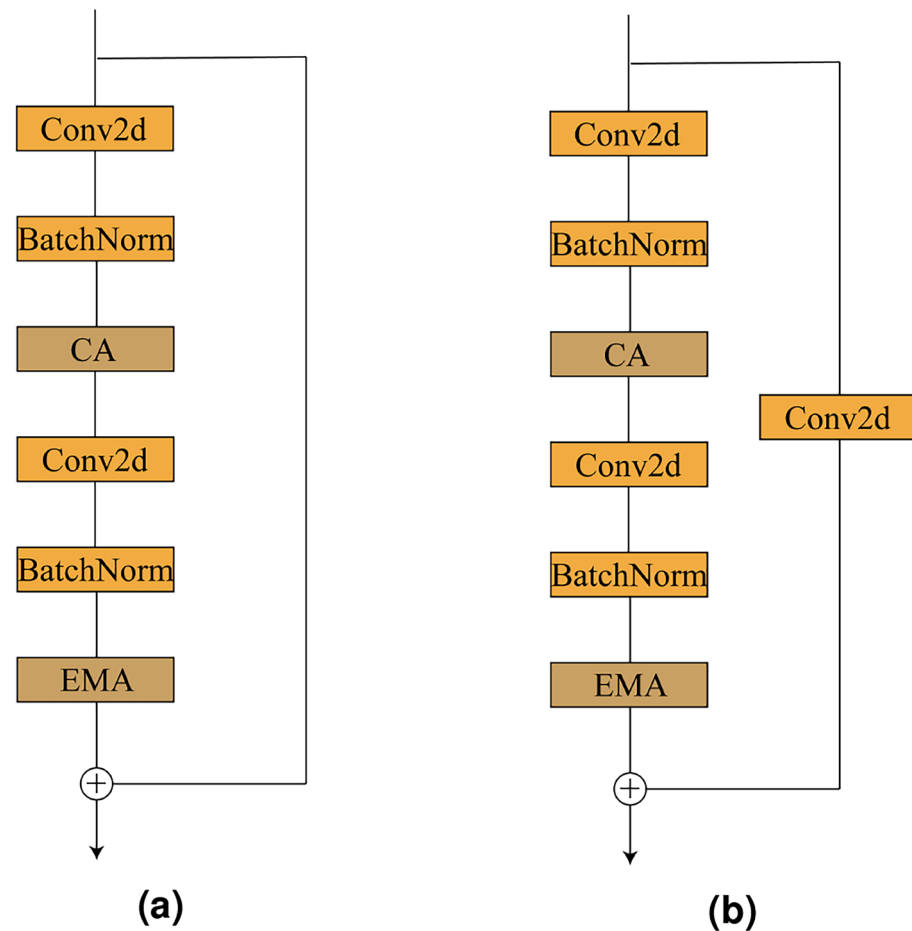 Conv2d
BatchNorm
CA
Conv2d
BatchNorm
EMA
(a)
Conv2d
BatchNorm
CA
Conv2d
Conv2d
BatchNorm
EMA
(b)